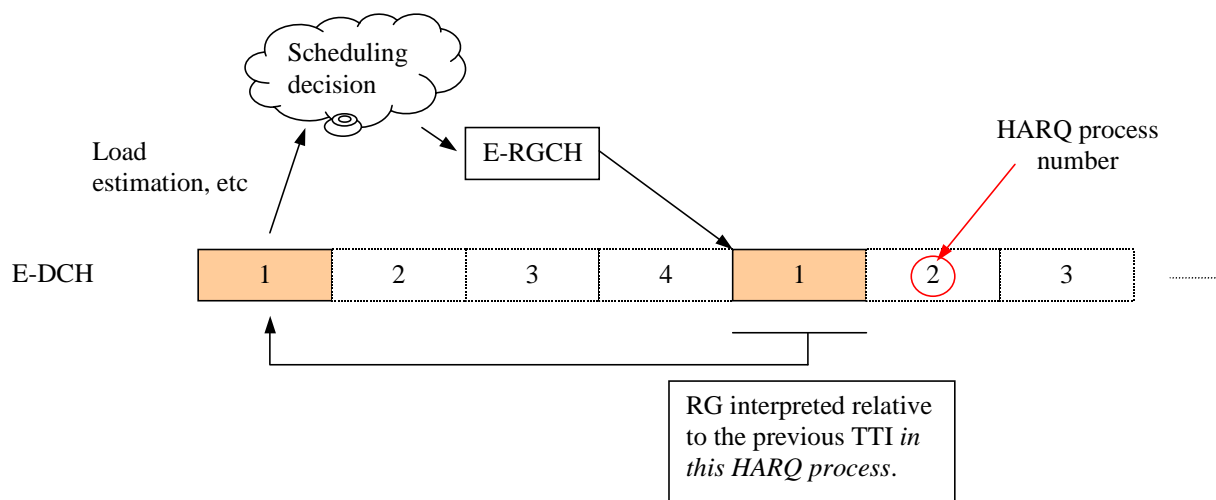 Scheduling
decision
Load
estimation, etc
E-RGCH
HARQ process
number
E-DCH
1
2
3
4
1
2
3
RG interpreted relative
to the previous TTI in
this HARQ process.